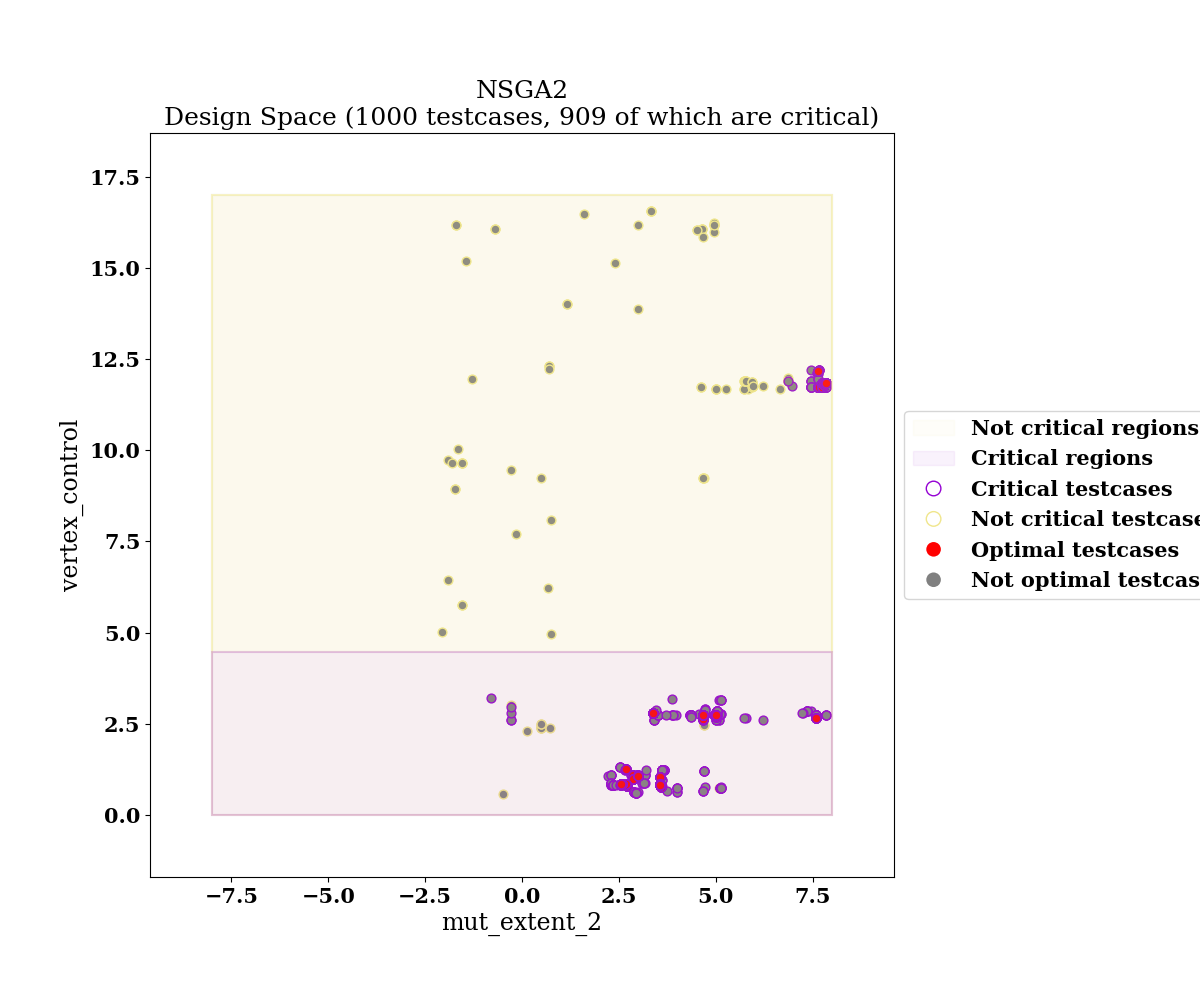 NSGA2
Design Space (1000 testcases, 909 of which are critical)
17.5
15.0
12.5
10.0
7.5
5.0
2.5
0.0
vertex_control
−7.5
−5.0
−2.5
0.0
2.5
5.0
7.5
mut_extent_2
Not critical regions
Critical regions
Critical testcases
Not critical testcase
Optimal testcases
Not optimal testcas